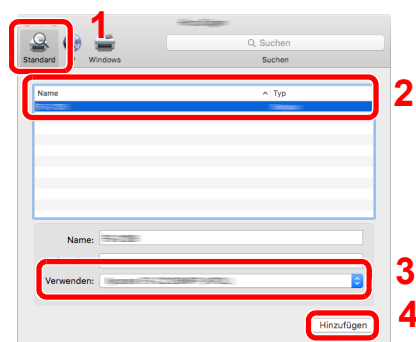 1
Suchen
Standard Windows Suchen
2
Name Typ
Name:
3
Verwenden:
4
Hinzufügen